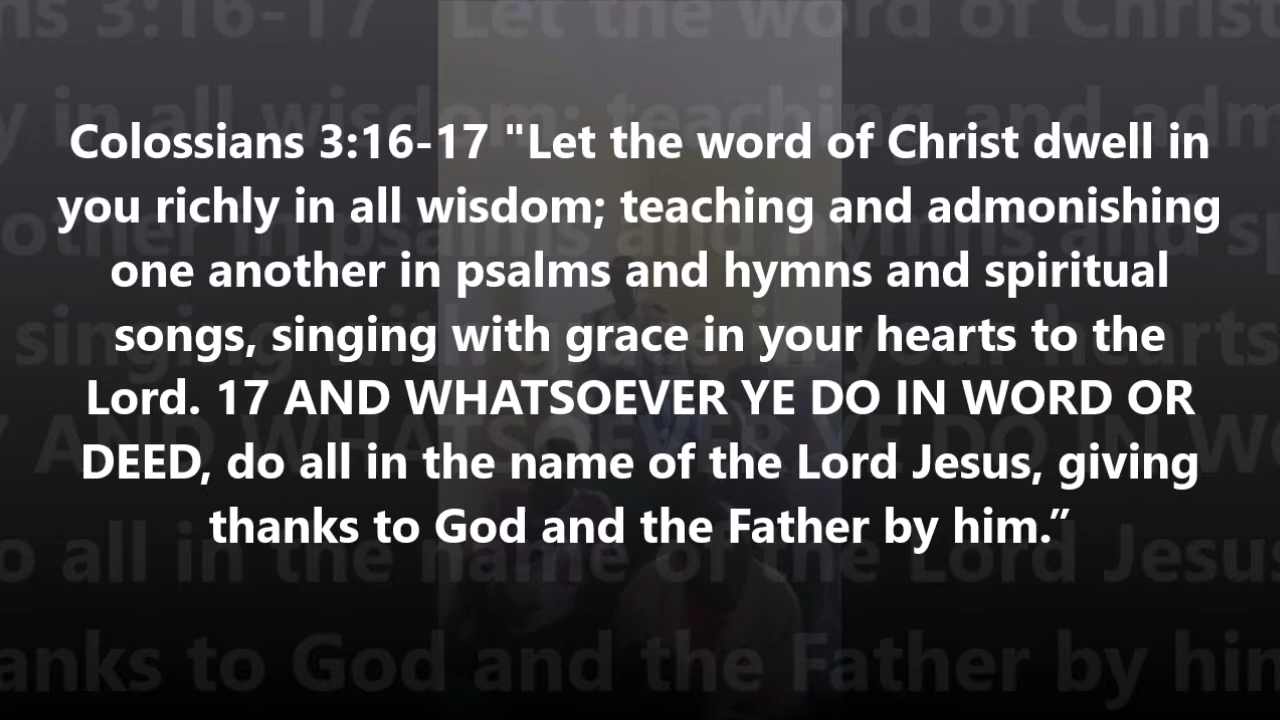 Colossians 3:16-17 "Let the word of Christ dwell in
you richly in all wisdom; teaching and admonishing
one another in psalms and hymns and spiritual
songs, singing with grace in your hearts to the
Lord. 17 AND WHATSOEVER YE DO IN WORD OR
DEED, do all in the name of the Lord Jesus, giving
thanks to God and the Father by him.”